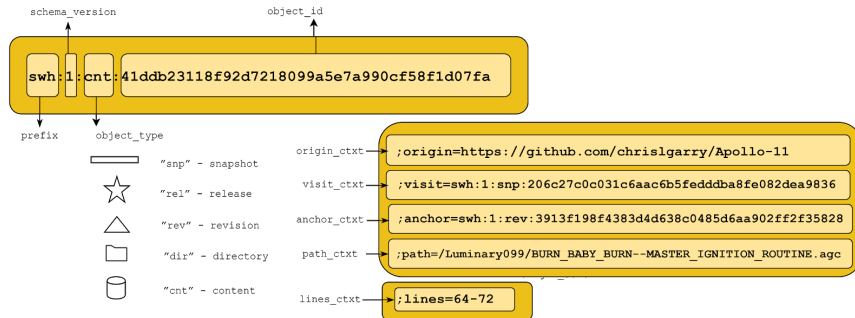 schema_version
object_id
swh:1:cnt:41ddb23118f92d7218099a5e7a990cf58f1d07fa
prefix
object_type
"snp" - snapshot
"rel" - release
"rev" - revision
"dir" - directory
"cnt" - content
origin_ctxt
;origin=https://github.com/chrislgarry/Apollo-11
visit_ctxt
;visit=swh:1:snp:206c27c0c031c6aac6b5fedddba8fe082dea9836
anchor_ctxt
;anchor=swh:1:rev:3913f198f4383d4d638c0485d6aa902ff2f35828
path_ctxt
;path=/Luminary099/BURN_BABY_BURN--MASTER_IGNITION_ROUTINE.agc
lines_ctxt
;lines=64-72